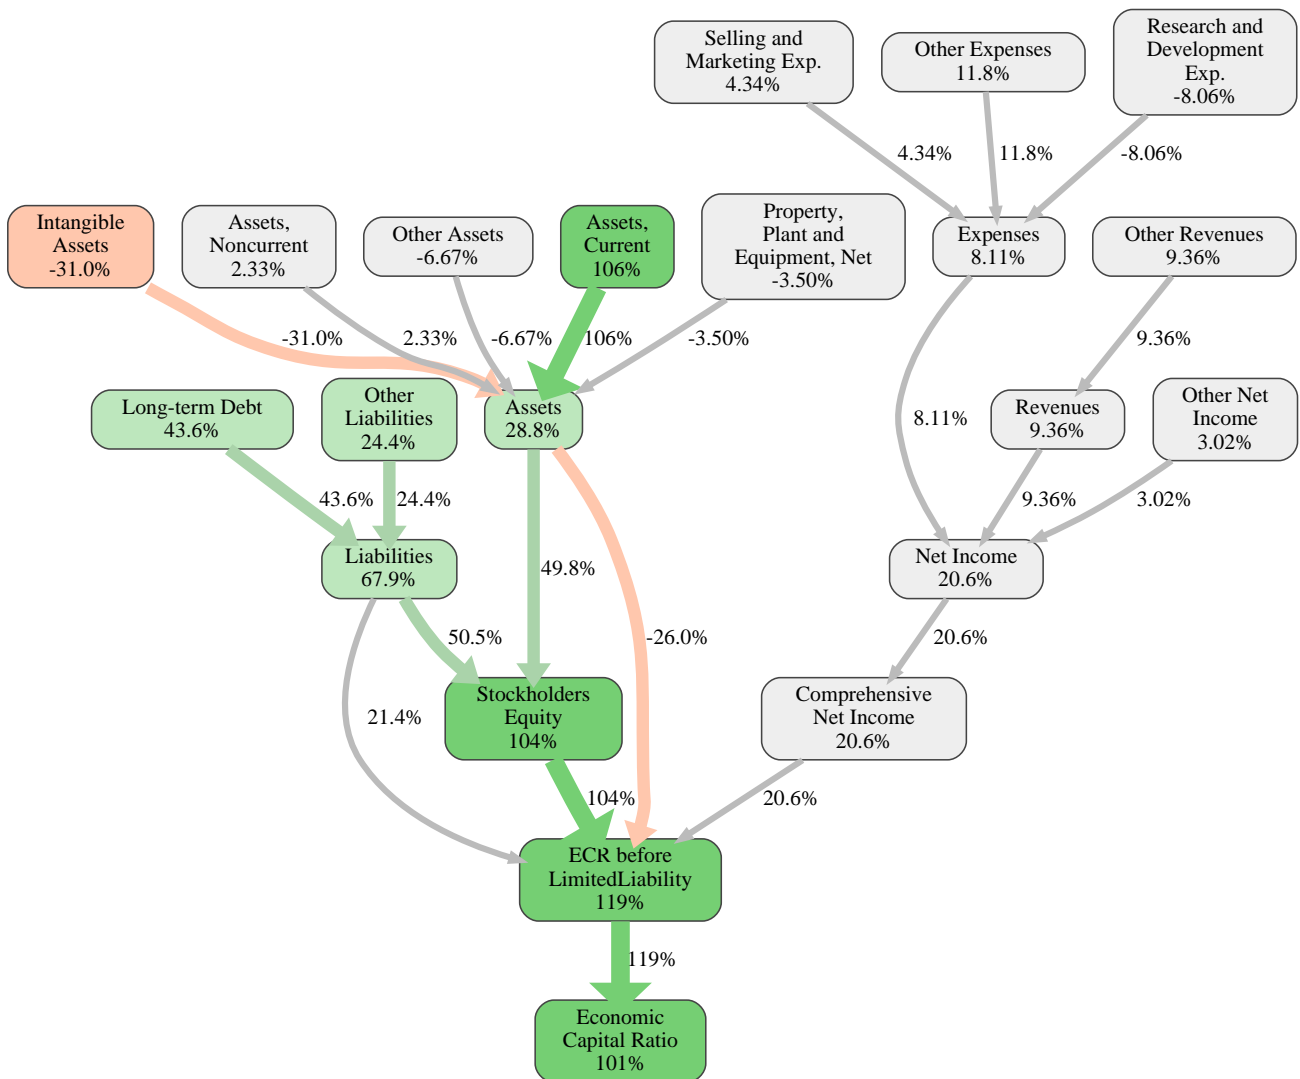 Selling and
Marketing Exp.
4.34%
Other Expenses
11.8%
Research and
Development
Exp.
-8.06%
4.34%
11.8%
-8.06%
Intangible
Assets
-31.0%
Assets,
Noncurrent
2.33%
Other Assets
-6.67%
Assets,
Current
106%
Property,
Plant and
Equipment, Net
-3.50%
Expenses
8.11%
Other Revenues
9.36%
-31.0%
2.33%
-6.67%
106%
-3.50%
9.36%
Long-term Debt
43.6%
Other
Liabilities
24.4%
Assets
28.8%
8.11%
Revenues
9.36%
Other Net
Income
3.02%
43.6%
24.4%
9.36%
3.02%
Liabilities
67.9%
49.8%
Net Income
20.6%
50.5%
-26.0%
20.6%
21.4%
Stockholders
Equity
104%
Comprehensive
Net Income
20.6%
104%
20.6%
ECR before
LimitedLiability
119%
119%
Economic
Capital Ratio
101%